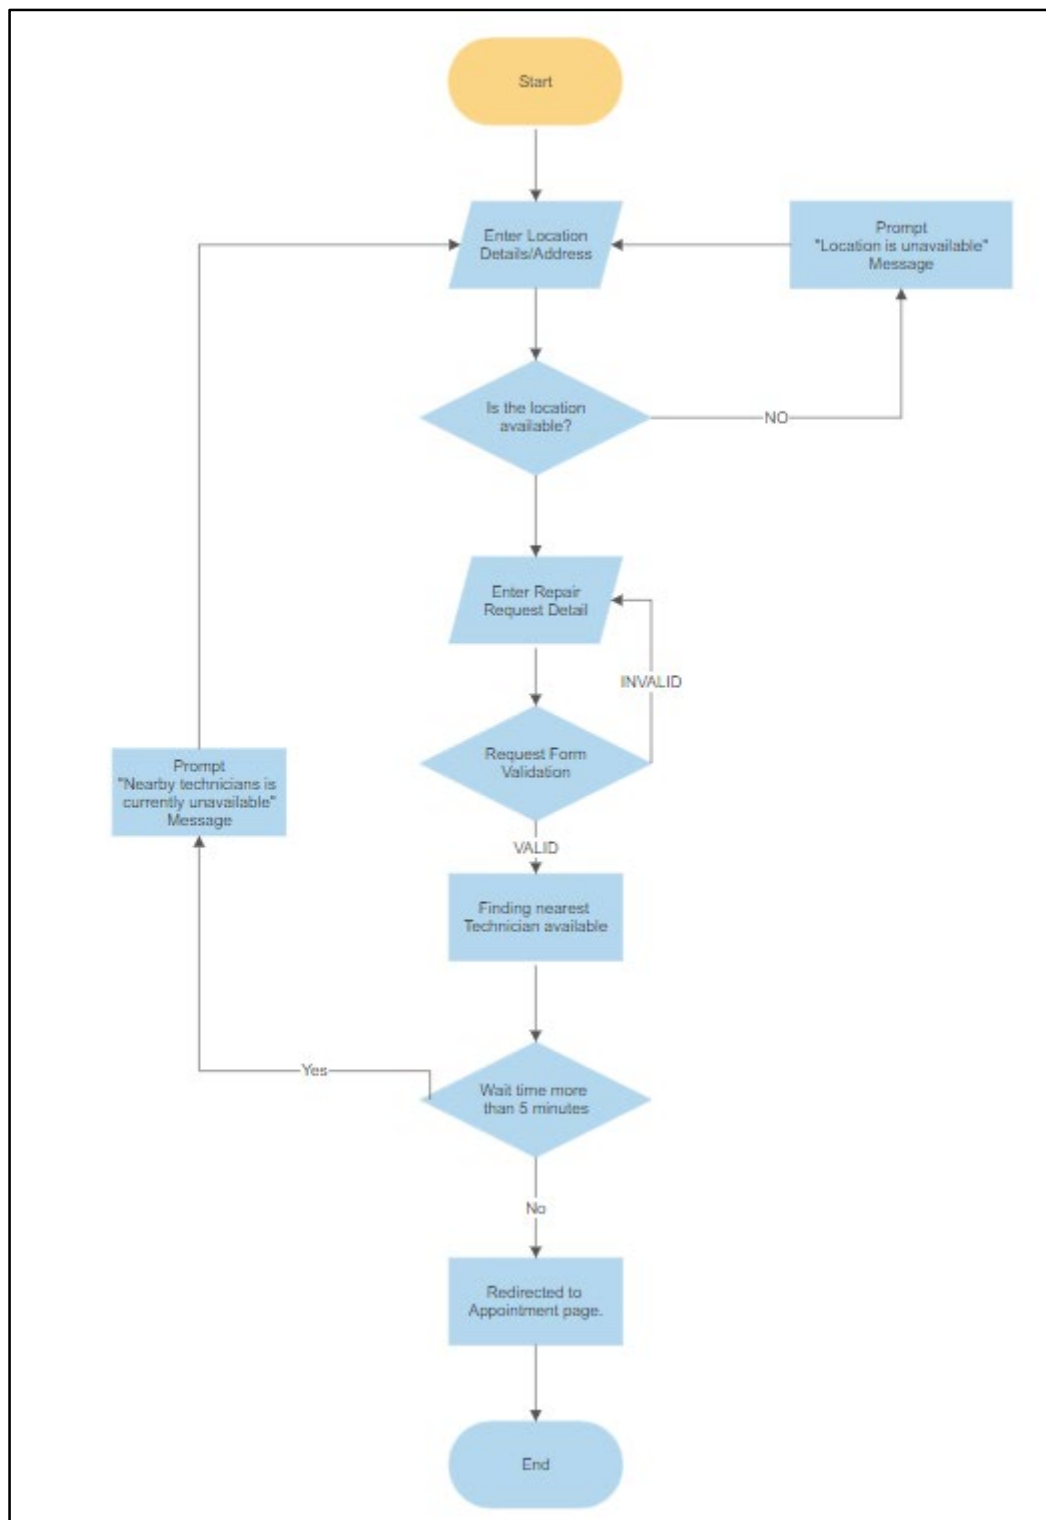 Start
Enter Location
Details/Address
Prompt
"Location is unavailable"
Message
Is the location
available?
NO
Enter Repair
Request Detail
INVALID
Request Form
Validation
Prompt
"Nearby technicians is
currently unavailable"
Message
VALID
Finding nearest
Technician available
Yes
Wait time more
than 5 minutes
No
Redirected to
Appointment page.
End